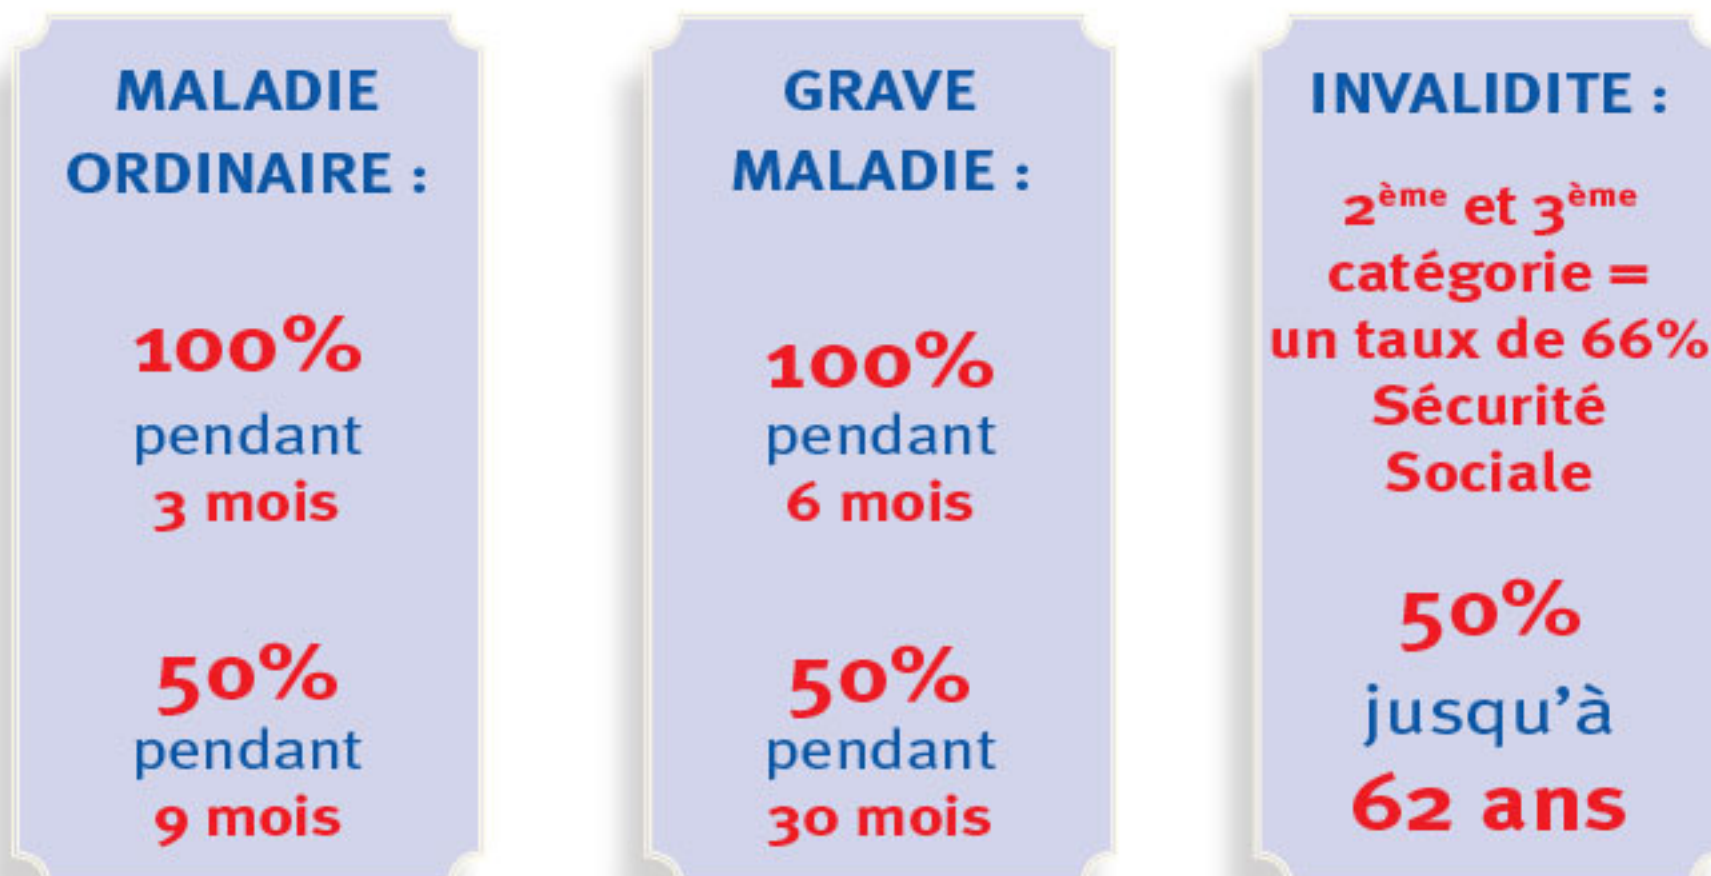 MALADIE
ORDINAIRE :
100%
pendant
3 mois
50%
pendant
9 mois
GRAVE
MALADIE :
100%
pendant
6 mois
50%
pendant
30 mois
INVALIDITE :
2ème et 3ème
catégorie =
un taux de 66%
Sécurité
Sociale
50%
jusqu'à
62 ans